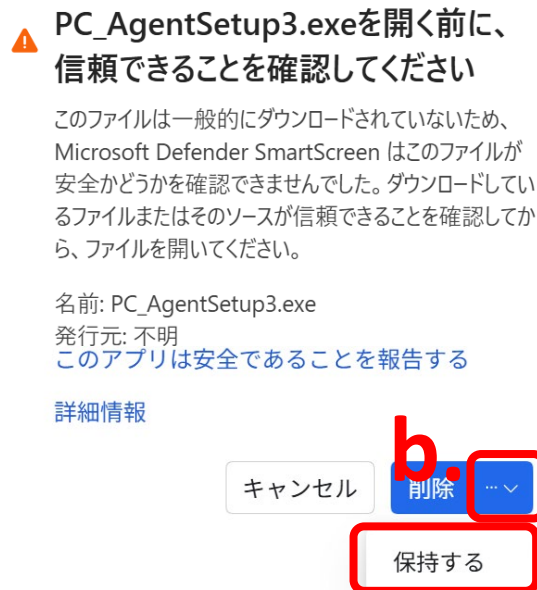 PC_AgentSetup3.exeを開く前に、
信頼できることを確認してください
このファイルは一般的にダウンロードされていないため、
Microsoft Defender SmartScreen はこのファイルが
安全かどうかを確認できませんでした。ダウンロードしてい
るファイルまたはそのソースが信頼できることを確認してか
ら、ファイルを開いてください。
名前: PC_AgentSetup3.exe
発行元: 不明
このアプリは安全であることを報告する
詳細情報
b.
キャンセル 削除 …
保持する